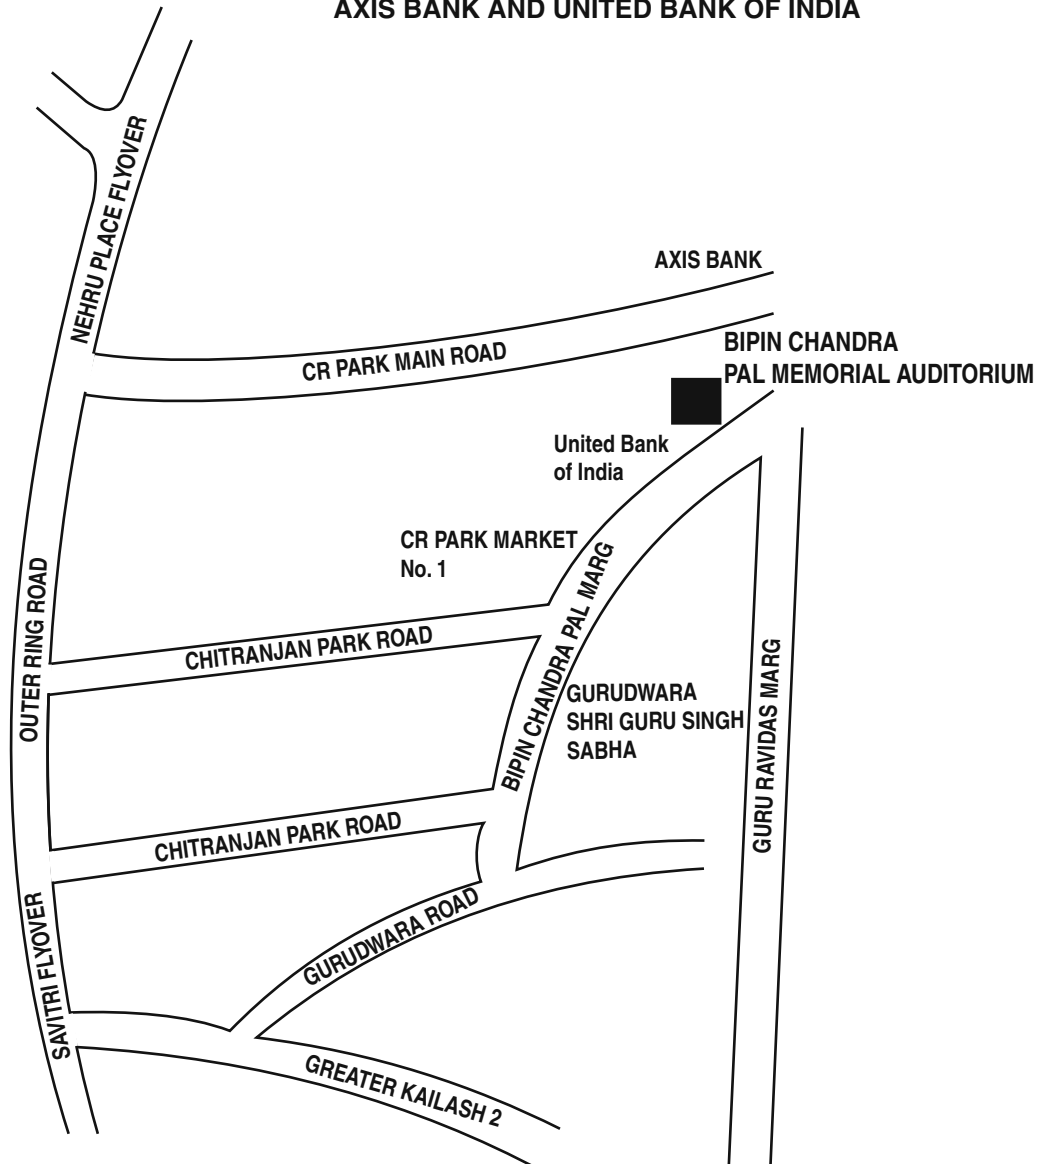 AXIS BANK AND UNITED BANK OF INDIA
NEHRU PLACE FLYOVER
AXIS BANK
CR PARK MAIN ROAD
BIPIN CHANDRA
PAL MEMORIAL AUDITORIUM
United Bank
of India
CR PARK MARKET
No. 1
OUTER RING ROAD
CHITRANJAN PARK ROAD
BIPIN CHANDRA PAL MARG
GURUDWARA
SHRI GURU SINGH
SABHA
GURU RAVIDAS MARG
CHITRANJAN PARK ROAD
SAVITRI FLYOVER
GURUDWARA ROAD
GREATER KAILASH 2